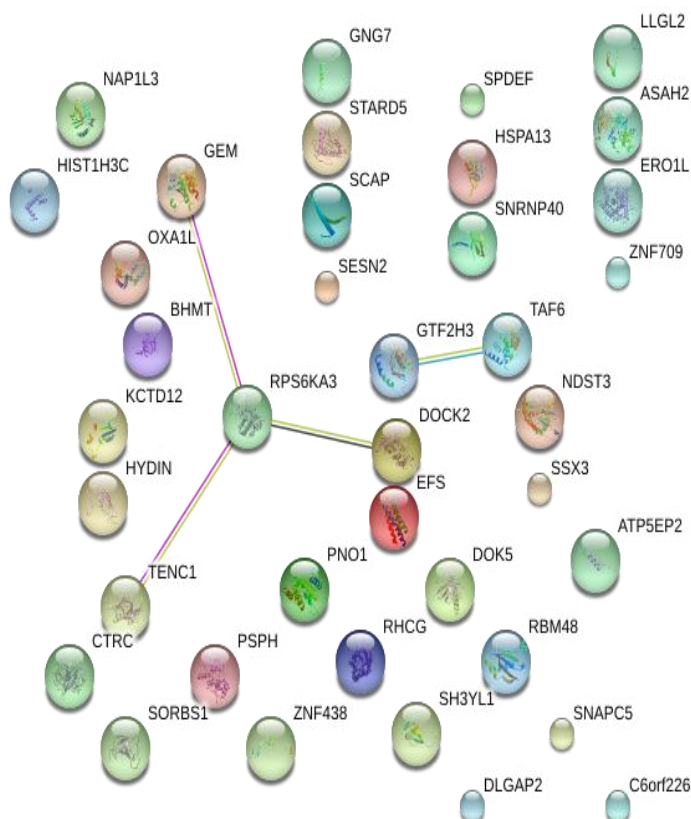 LLGL2
GNG7
NAP1L3
SPDEF
ASAH2
STARD5
HSPA13
GEM
HIST1H3C
ERO1L
SCAP
SNRNP40
OXA1L
ZNF709
SESN2
BHMT
TAF6
GTF2H3
RPS6KA3
NDST3
KCTD12
DOCK2
HYDIN
SSX3
EFS
ATP5EP2
PNO1
DOK5
TENC1
CTRC
PSPH
RHCG
RBM48
SH3YL1
SORBS1
ZNF438
SNAPC5
DLGAP2
C6orf226